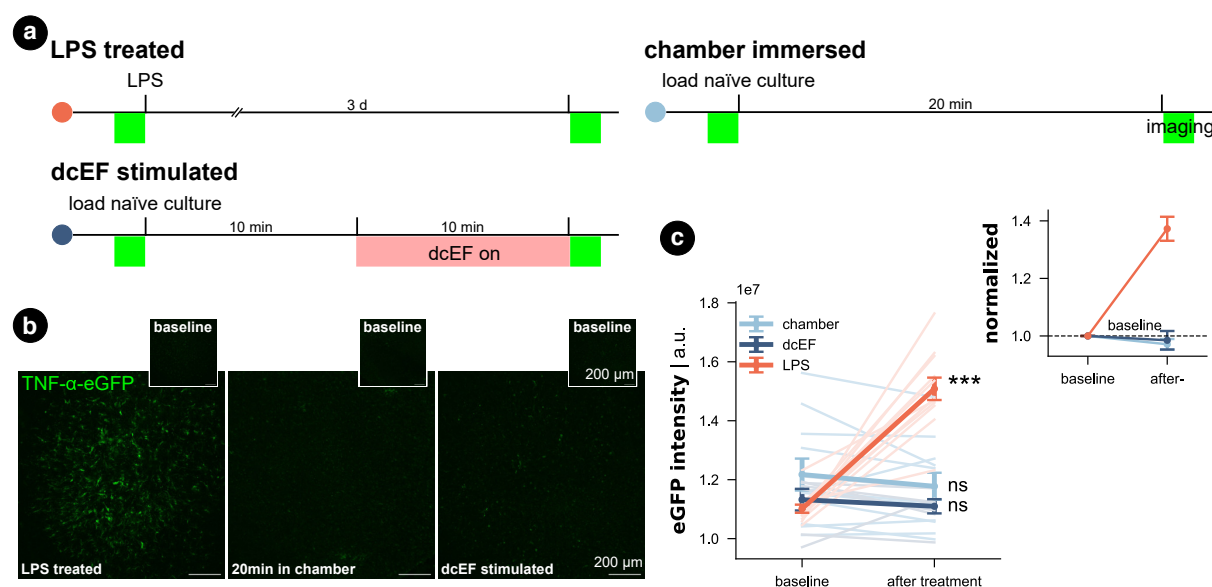 a
LPS treated
LPS
3 d
chamber immersed
load naïve culture
20 min
imaging
dcEF stimulated
load naïve culture
10 min
10 min
dcEF on
b
baseline
baseline
baseline
200 µm
TNF-α-eGFP
LPS treated
20min in chamber
dcEF stimulated
200 µm
c
1e7
eGFP intensity | a.u.
1.8
1.6
1.4
1.2
1.0
chamber
dcEF
LPS
***
ns
ns
baseline
after treatment
normalized
1.4
1.2
1.0
baseline
baseline
after-